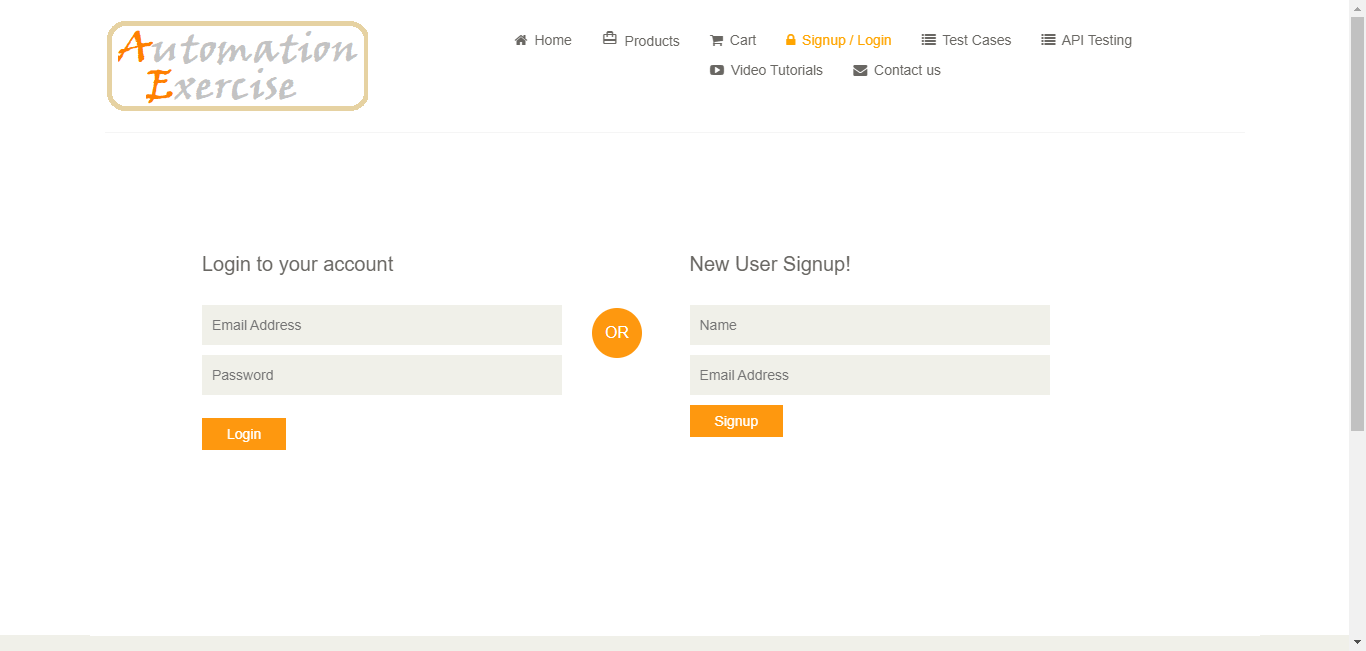 Automation
Exercise
Home Products Cart Signup / Login Test Cases API Testing
Video Tutorials Contact us
Login to your account
Email Address
Password
Login
OR
New User Signup!
Name
Email Address
Signup